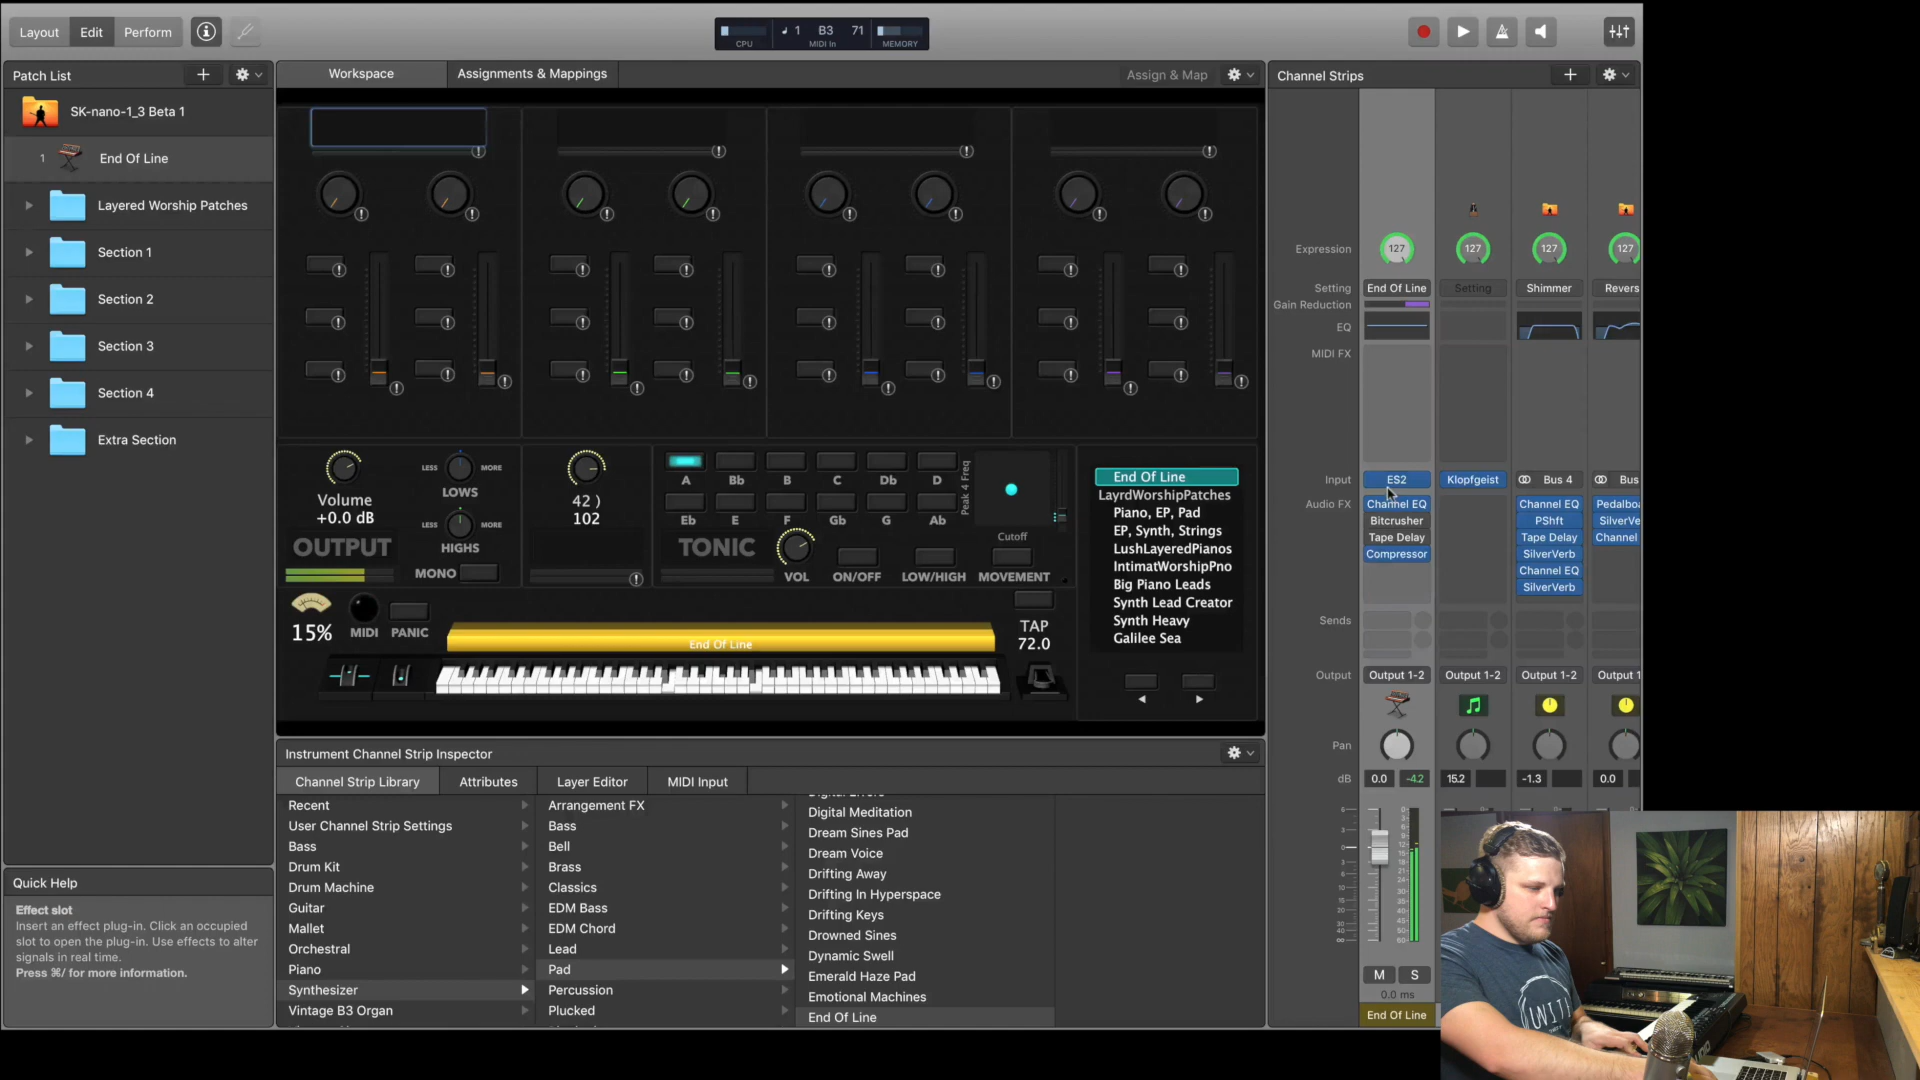 Layout Edit Perform
CPU
1 B3 71
MIDI In
MEMORY
Patch List
Workspace
Assignments & Mappings
Assign & Map
Channel Strips
SK-nano-1_3 Beta 1
1 End Of Line
Layered Worship Patches
Section 1
Section 2
Section 3
Section 4
Extra Section
Expression 127 127 127 127
Setting End Of Line Setting Shimmer Revers
Gain Reduction
EQ
MIDI FX
Input ES2 Klopfgeist Bus 4 Bus
Audio FX Channel EQ Channel EQ Pedalboa
Bitcrusher PShft SilverVe
Tape Delay Tape Delay Channel
Compressor SilverVerb
Channel EQ
SilverVerb
Sends
Output Output 1-2 Output 1-2 Output 1-2 Output 1
Pan
dB 0.0 -4.2 15.2 -1.3 0.0
M S
0.0 ms
End Of Line
Volume
+0.0 dB
OUTPUT
LESS MORE
LOWS
LESS MORE
HIGHS
MONO
42 )
102
A Bb B C Db D
Eb E F Gb G Ab
TONIC
VOL
ON/OFF
LOW/HIGH
Peak 4 Freq
Cutoff
MOVEMENT
End Of Line
LayrdWorshipPatches
Piano, EP, Pad
EP, Synth, Strings
LushLayeredPianos
IntimatWorshipPno
Big Piano Leads
Synth Lead Creator
Synth Heavy
Galilee Sea
15%
MIDI
PANIC
End Of Line
TAP
72.0
Instrument Channel Strip Inspector
Channel Strip Library
Attributes
Layer Editor
MIDI Input
Recent
User Channel Strip Settings
Bass
Drum Kit
Drum Machine
Guitar
Mallet
Orchestral
Piano
Synthesizer
Vintage B3 Organ
Arrangement FX
Bass
Bell
Brass
Classics
EDM Bass
EDM Chord
Lead
Pad
Percussion
Plucked
Digital Meditation
Dream Sines Pad
Dream Voice
Drifting Away
Drifting In Hyperspace
Drifting Keys
Drowned Sines
Dynamic Swell
Emerald Haze Pad
Emotional Machines
End Of Line
Quick Help
Effect slot
Insert an effect plug-in. Click an occupied
slot to open the plug-in. Use effects to alter
signals in real time.
Press ⌘/ for more information.
UNITE